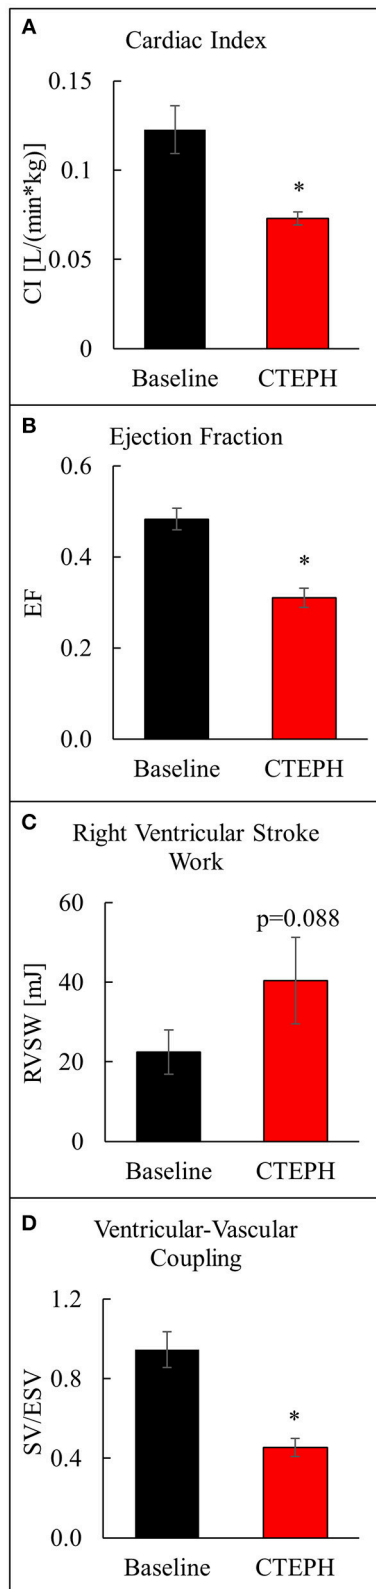 A
Cardiac Index
CI [L/(min*kg)]
0.15
0.1
0.05
0
*
Baseline
CTEPH
B
Ejection Fraction
EF
0.6
0.4
0.2
0.0
*
Baseline
CTEPH
C
Right Ventricular Stroke
Work
RVSW [mJ]
60
40
20
0
p=0.088
Baseline
CTEPH
D
Ventricular-Vascular
Coupling
SV/ESV
1.2
0.8
0.4
0.0
*
Baseline
CTEPH